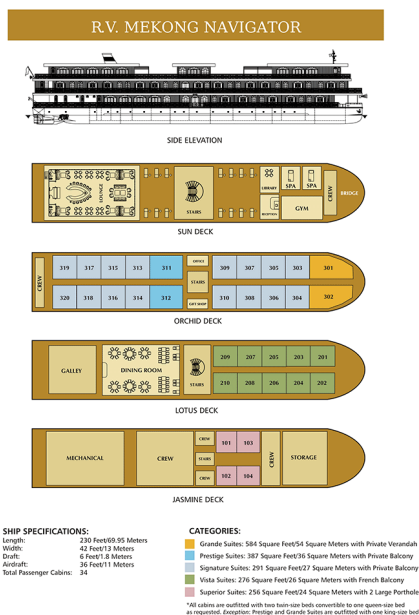 R.V. MEKONG NAVIGATOR
SIDE ELEVATION
LOUNGE
STAIRS
LIBRARY
RECEPTION
SPA
SPA
GYM
CREW
BRIDGE
SUN DECK
CREW
319 317 315 313 311
OFFICE
309 307 305 303 301
STAIRS
320 318 316 314 312
GIFT SHOP
310 308 306 304 302
ORCHID DECK
GALLEY
DINING ROOM
STAIRS
209 207 205 203 201
210 208 206 204 202
LOTUS DECK
MECHANICAL
CREW
CREW
STAIRS
CREW
101 103
102 104
CREW
STORAGE
JASMINE DECK
SHIP SPECIFICATIONS:
Length: 230 Feet/69.95 Meters
Width: 42 Feet/13 Meters
Draft: 6 Feet/1.8 Meters
Airdraft: 36 Feet/11 Meters
Total Passenger Cabins: 34
CATEGORIES:
Grande Suites: 584 Square Feet/54 Square Meters with Private Verandah
Prestige Suites: 387 Square Feet/36 Square Meters with Private Balcony
Signature Suites: 291 Square Feet/27 Square Meters with Private Balcony
Vista Suites: 276 Square Feet/26 Square Meters with French Balcony
Superior Suites: 256 Square Feet/24 Square Meters with 2 Large Portholes
*All cabins are outfitted with two twin-size beds convertible to one queen-size bed
as requested. Exception: Prestige and Grande Suites are outfitted with one king-size bed